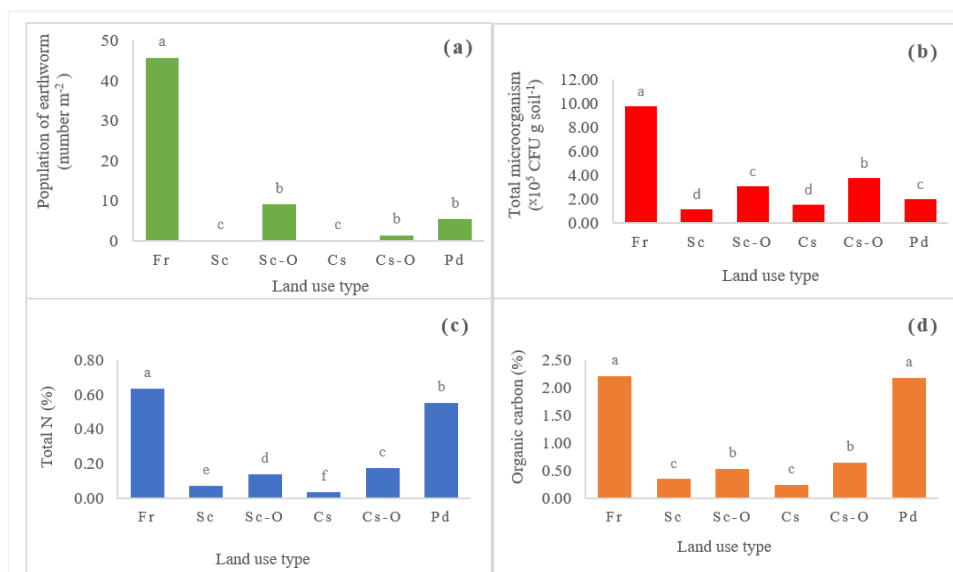 (a)
Population of earthworm
(number m⁻²)
50
40
30
20
10
0
a
c
b
c
b
b
Fr Sc Sc-O Cs Cs-O Pd
Land use type
(b)
Total microorganism
(×10⁵ CFU g soil⁻¹)
12.00
10.00
8.00
6.00
4.00
2.00
0.00
a
d
c
d
b
c
Fr Sc Sc-O Cs Cs-O Pd
Land use type
(c)
Total N (%)
0.80
0.60
0.40
0.20
0.00
a
e
d
f
c
b
Fr Sc Sc-O Cs Cs-O Pd
Land use type
(d)
Organic carbon (%)
2.50
2.00
1.50
1.00
0.50
0.00
a
c
b
c
b
a
Fr Sc Sc-O Cs Cs-O Pd
Land use type